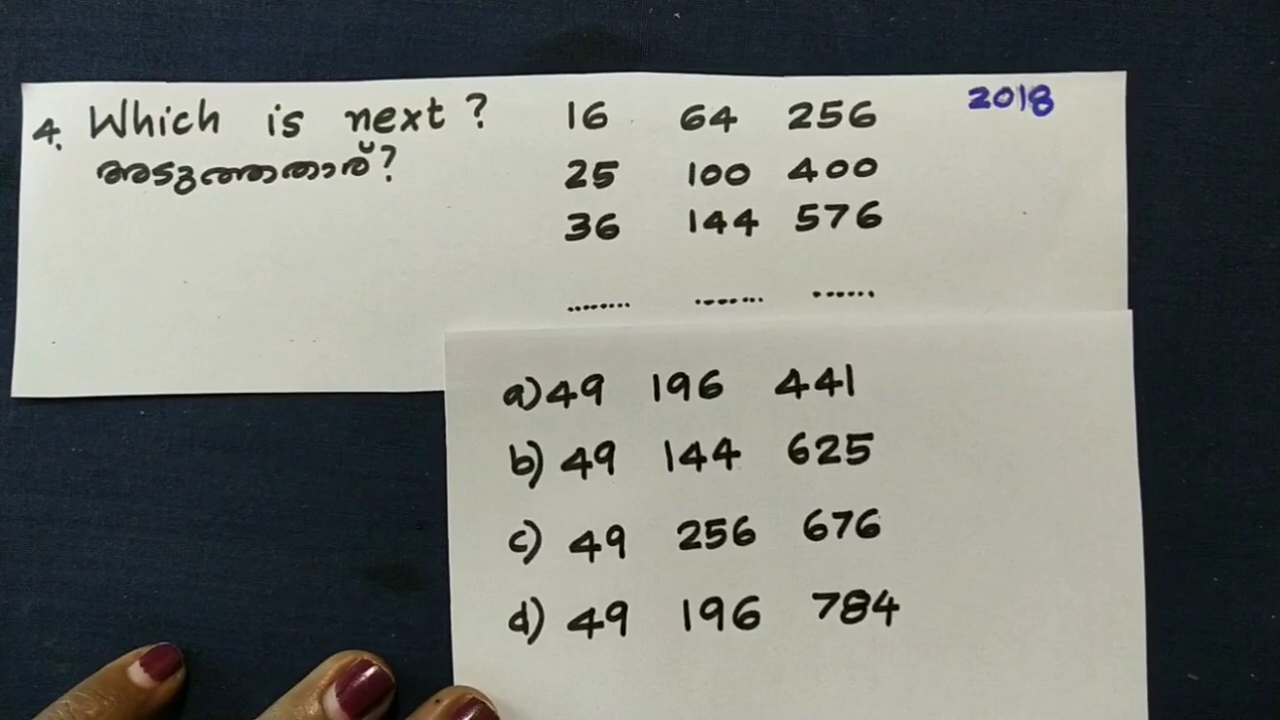 4. Which is next ? 16 64 256 2018
അടുത്തതാര്? 25 100 400
36 144 576
........ ....... ......
a) 49 196 441
b) 49 144 625
c) 49 256 676
d) 49 196 784